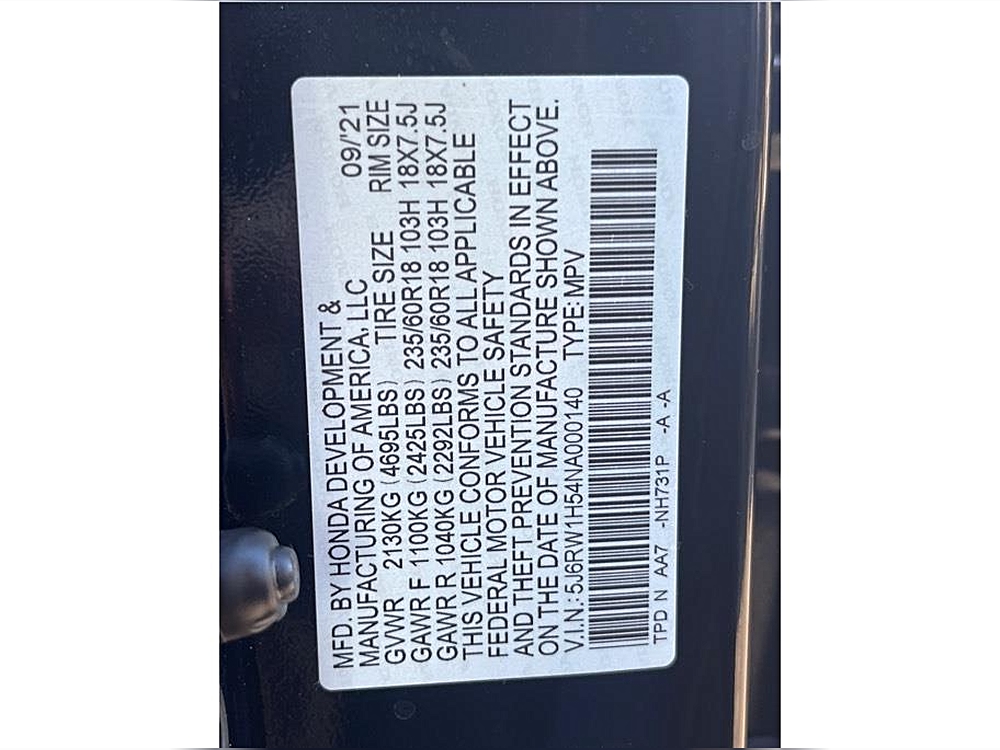 MFD. BY HONDA DEVELOPMENT &
MANUFACTURING OF AMERICA, LLC 09/'21
GVWR 2130KG (4695LBS) TIRE SIZE RIM SIZE
GAWR F 1100KG (2425LBS) 235/60R18 103H 18X7.5J
GAWR R 1040KG (2292LBS) 235/60R18 103H 18X7.5J
THIS VEHICLE CONFORMS TO ALL APPLICABLE
FEDERAL MOTOR VEHICLE SAFETY
AND THEFT PREVENTION STANDARDS IN EFFECT
ON THE DATE OF MANUFACTURE SHOWN ABOVE.
V.I.N.: 5J6RW1H54NA000140 TYPE: MPV
TPD N AA7 -NH731P -A -A